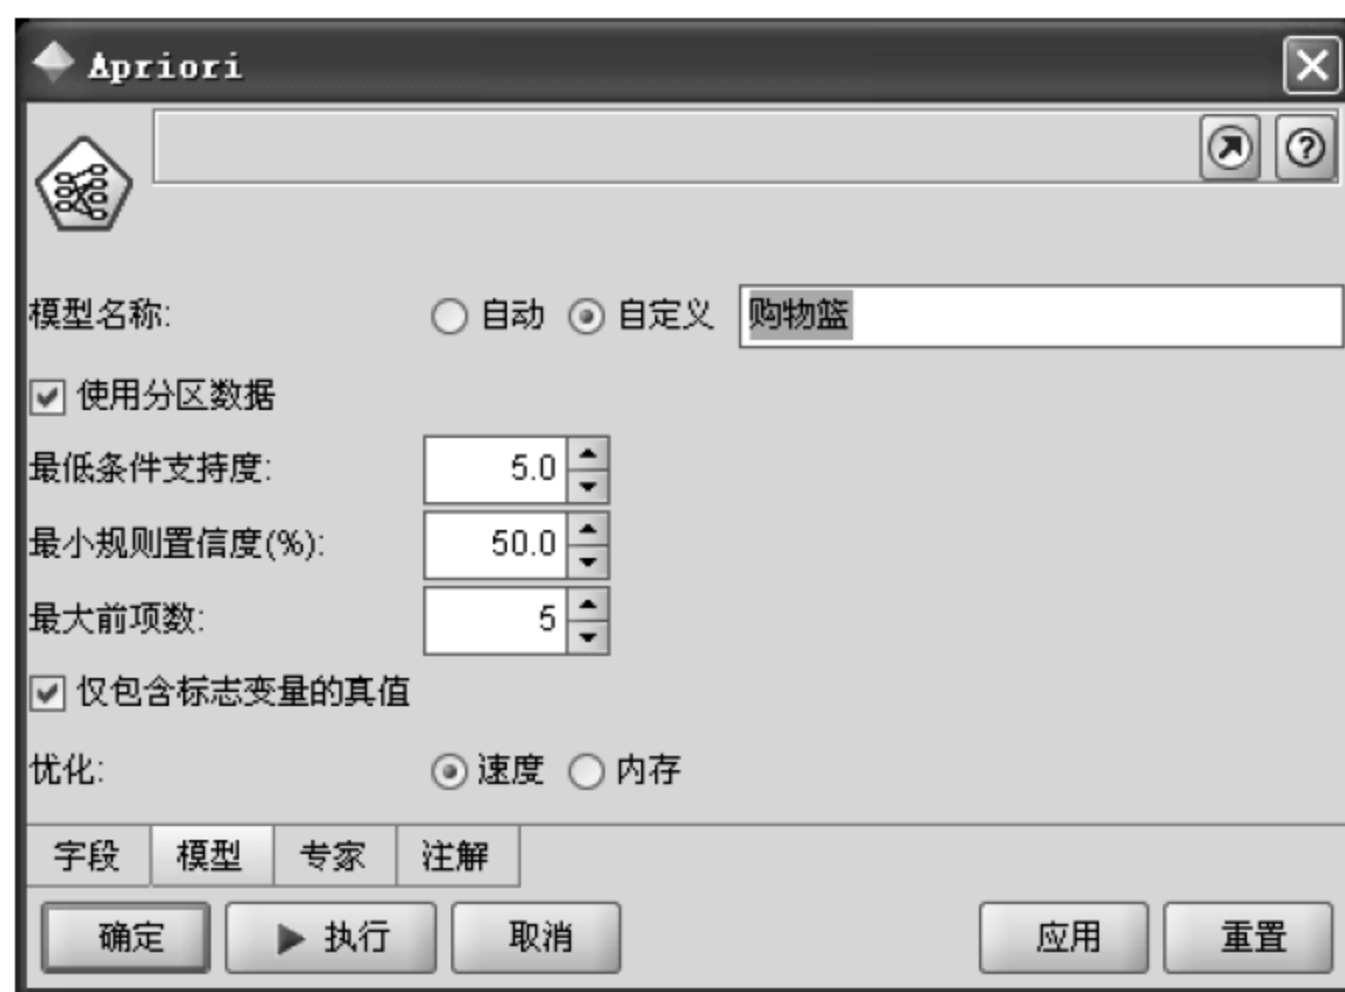 Apriori
模型名称: 自动 自定义 购物篮
使用分区数据
最低条件支持度: 5.0
最小规则置信度(%): 50.0
最大前项数: 5
仅包含标志变量的真值
优化: 速度 内存
字段 模型 专家 注解
确定 执行 取消 应用 重置